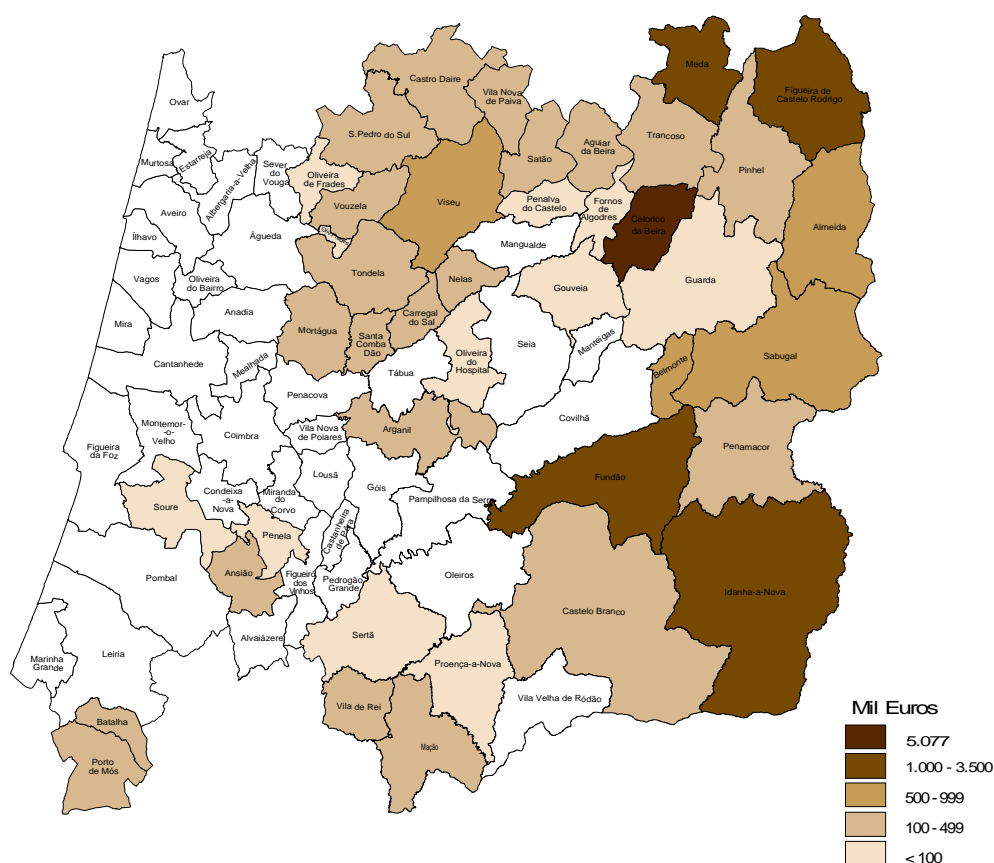 Meda
Figueira de
Castelo Rodrigo
Castro Daire
Vila Nova
de Paiva
Ovar
S.Pedro do Sul
Trancoso
Aguiar
da Beira
Satão
Pinhel
Murtosa
Estarreja
Albergaria-a-Velha
Sever
do
Vouga
Oliveira
de Frades
Vouzela
Viseu
Penalva
do Castelo
Fornos
de
Algodres
Celorico
da Beira
Almeida
Aveiro
Ílhavo
Águeda
Mangualde
Tondela
Nelas
Gouveia
Guarda
Vagos
Oliveira
do Bairro
Anadia
Mira
Mortágua
Santa
Comba
Dão
Carregal
do Sal
Oliveira
do
Hospital
Seia
Manteigas
Belmonte
Sabugal
Cantanhede
Mealhada
Tábua
Penacova
Covilhã
Montemor-
-o-
Velho
Coimbra
Vila Nova
de Poiares
Arganil
Penamacor
Figueira
da Foz
Lousã
Góis
Fundão
Condeixa
-a-
Nova
Miranda
do
Corvo
Pampilhosa da Serra
Soure
Penela
Castanheira
de Pêra
Ansião
Pombal
Figueiró
dos
Vinhos
Pedrogão
Grande
Oleiros
Idanha-a-Nova
Castelo Branco
Alvaiázere
Sertã
Leiria
Marinha
Grande
Proença-a-Nova
Vila Velha de Ródão
Vila de Rei
Batalha
Porto
de Mós
Mação
Mil Euros
5.077
1.000 - 3.500
500 - 999
100 - 499
< 100